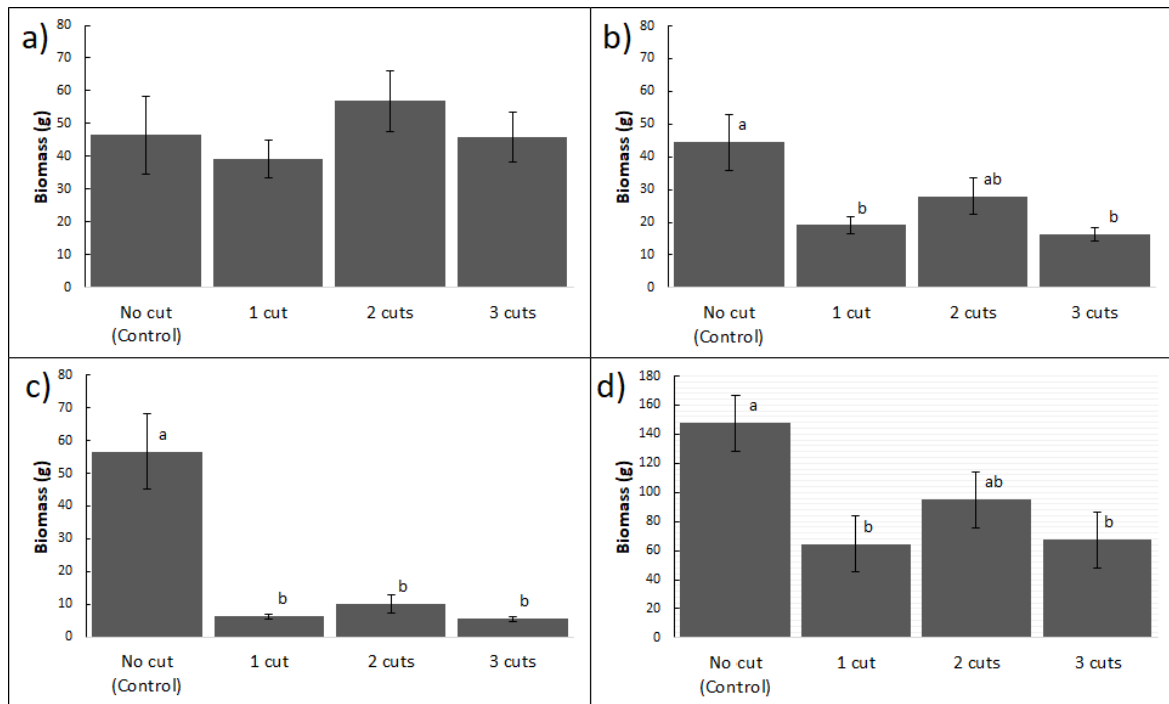 a)
Biomass (g)
80
70
60
50
40
30
20
10
0
No cut
(Control)
1 cut
2 cuts
3 cuts
b)
Biomass (g)
80
70
60
50
40
30
20
10
0
a
b
ab
b
No cut
(Control)
1 cut
2 cuts
3 cuts
c)
Biomass (g)
80
70
60
50
40
30
20
10
0
a
b
b
b
No cut
(Control)
1 cut
2 cuts
3 cuts
d)
Biomass (g)
180
160
140
120
100
80
60
40
20
0
a
b
ab
b
No cut
(Control)
1 cut
2 cuts
3 cuts